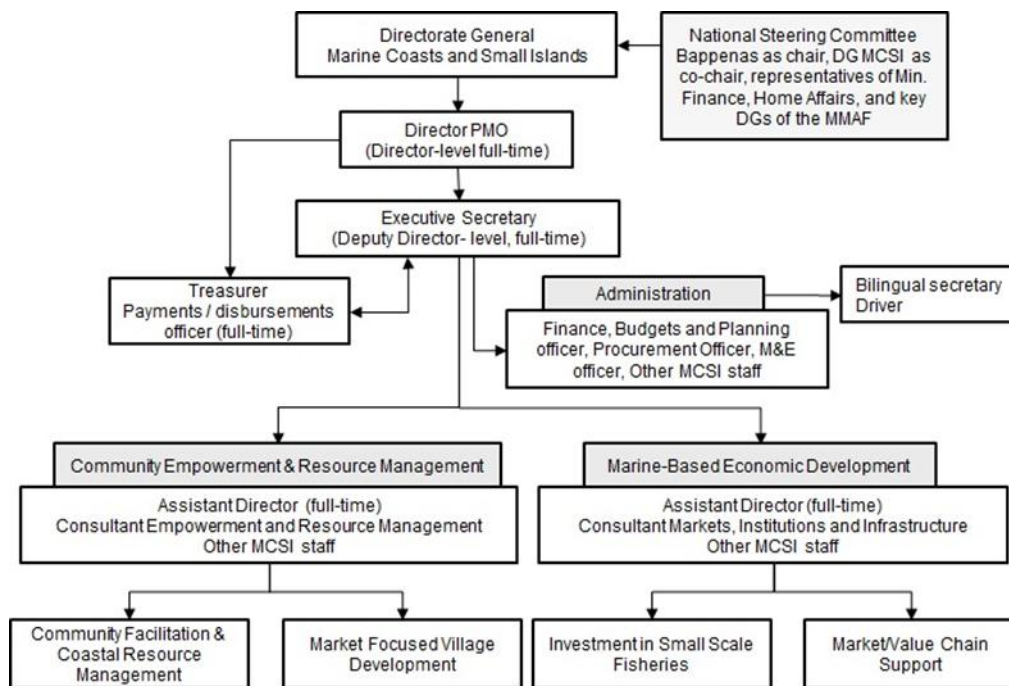 Directorate General
Marine Coasts and Small Islands
National Steering Committee
Bappenas as chair, DG MCSI as
co-chair, representatives of Min.
Finance, Home Affairs, and key
DGs of the MMAF
Director PMO
(Director-level full-time)
Executive Secretary
(Deputy Director- level, full-time)
Treasurer
Payments / disbursements
officer (full-time)
Administration
Finance, Budgets and Planning
officer, Procurement Officer, M&E
officer, Other MCSI staff
Bilingual secretary
Driver
Community Empowerment & Resource Management
Assistant Director (full-time)
Consultant Empowerment and Resource Management
Other MCSI staff
Marine-Based Economic Development
Assistant Director (full-time)
Consultant Markets, Institutions and Infrastructure
Other MCSI staff
Community Facilitation &
Coastal Resource
Management
Market Focused Village
Development
Investment in Small Scale
Fisheries
Market/Value Chain
Support